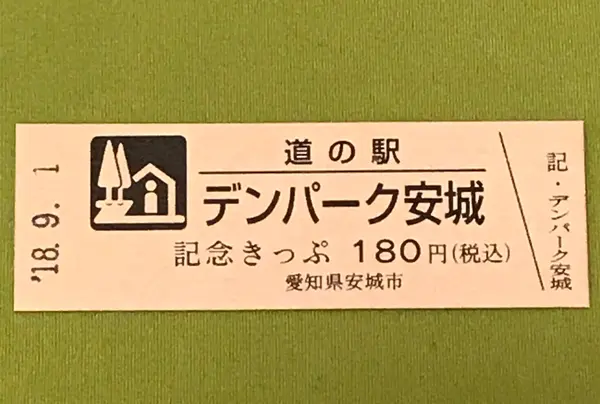 '18.9.1
道の駅
デンパーク安城
記念きっぷ 180円(税込)
愛知県安城市
記・デンパーク安城